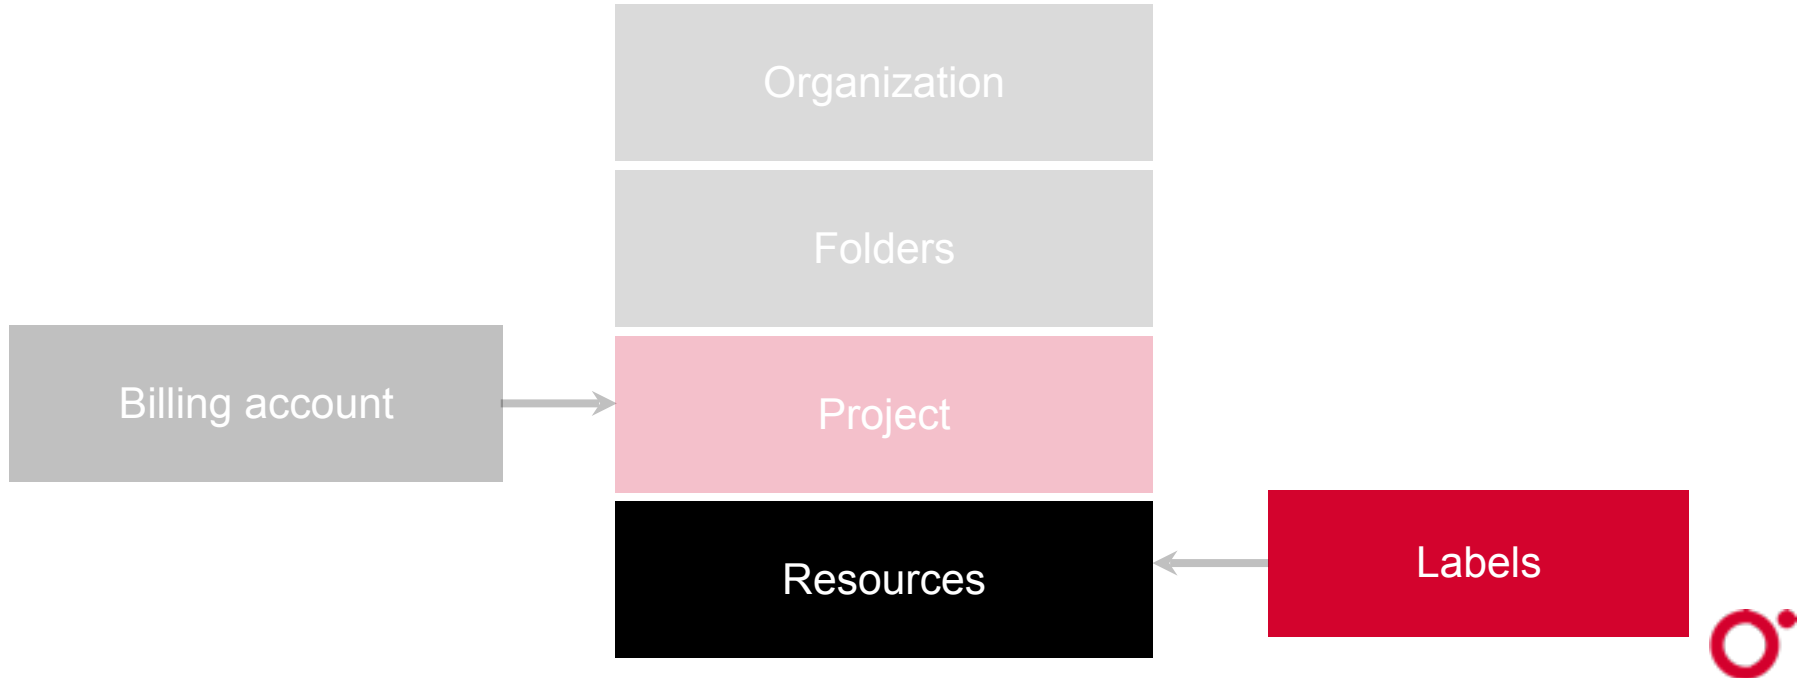 Organization
Folders
Billing account
Project
Resources
Labels